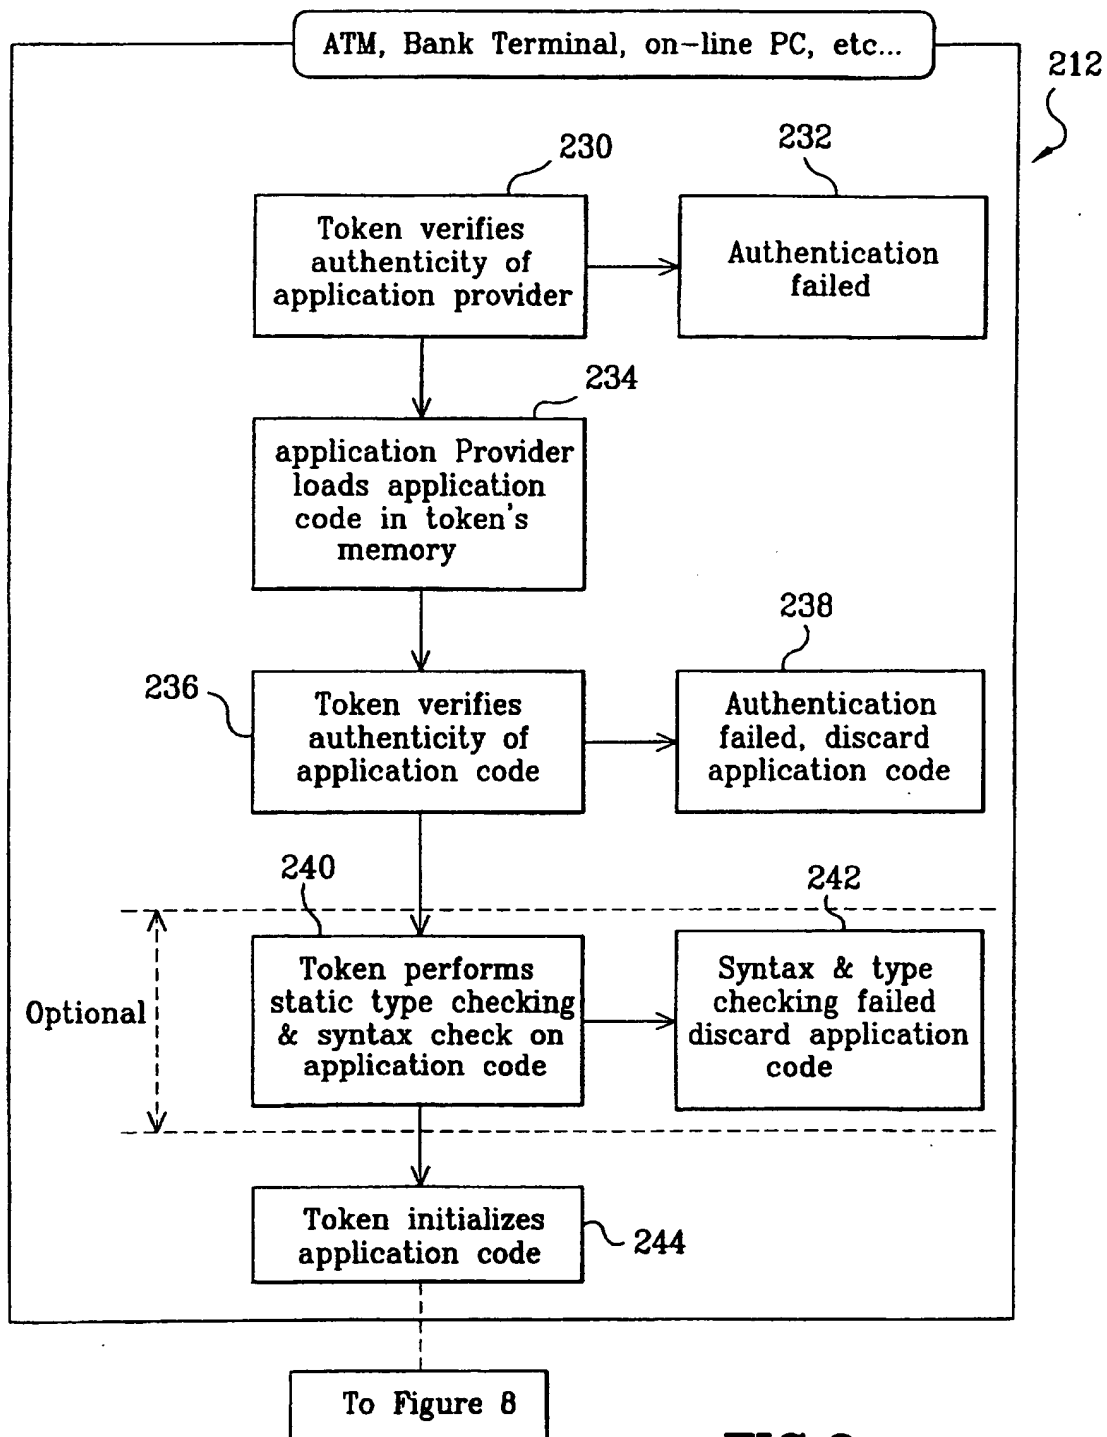 ATM, Bank Terminal, on-line PC, etc...
212
230
232
Token verifies
authenticity of
application provider
Authentication
failed
234
application Provider
loads application
code in token's
memory
238
236
Token verifies
authenticity of
application code
Authentication
failed, discard
application code
240
242
Optional
Token performs
static type checking
& syntax check on
application code
Syntax & type
checking failed
discard application
code
Token initializes
application code
244
To Figure 8